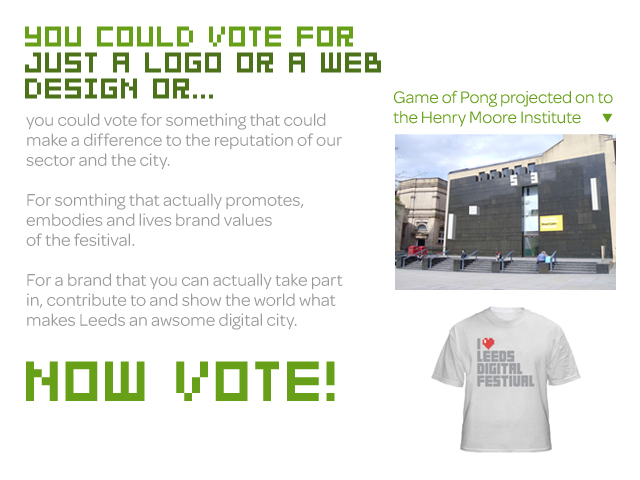 YOU COULD VOTE FOR
JUST A LOGO OR A WEB
DESIGN OR...
you could vote for something that could
make a difference to the reputation of our
sector and the city.
For somthing that actually promotes,
embodies and lives brand values
of the fesitival.
For a brand that you can actually take part
in, contribute to and show the world what
makes Leeds an awsome digital city.
NOW VOTE!
Game of Pong projected on to
the Henry Moore Institute
5 3
I
LEEDS
DIGITAL
FESTIVAL